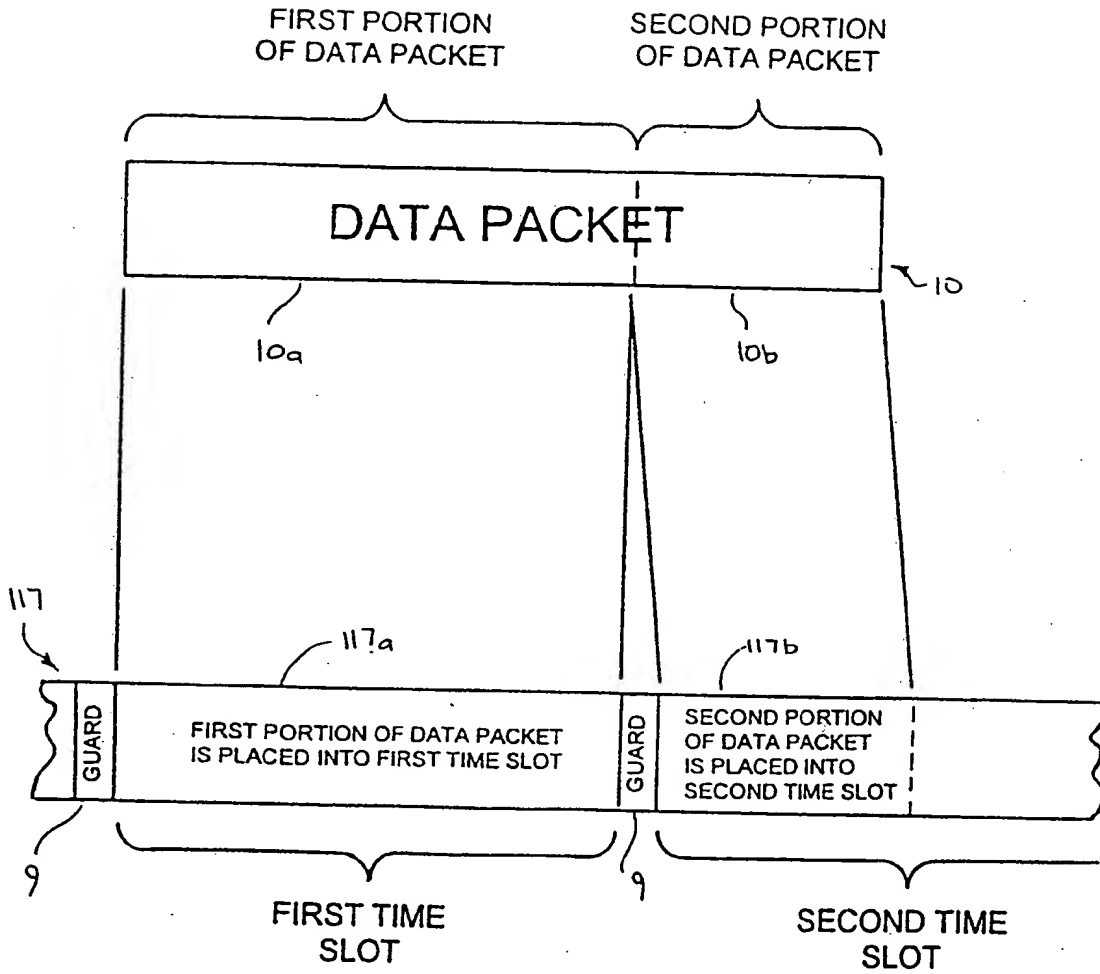 FIRST PORTION
OF DATA PACKET
SECOND PORTION
OF DATA PACKET
DATA PACKET
10
10a
10b
117
117a
117b
GUARD
FIRST PORTION OF DATA PACKET
IS PLACED INTO FIRST TIME SLOT
GUARD
SECOND PORTION
OF DATA PACKET
IS PLACED INTO
SECOND TIME SLOT
9
9
FIRST TIME
SLOT
SECOND TIME
SLOT